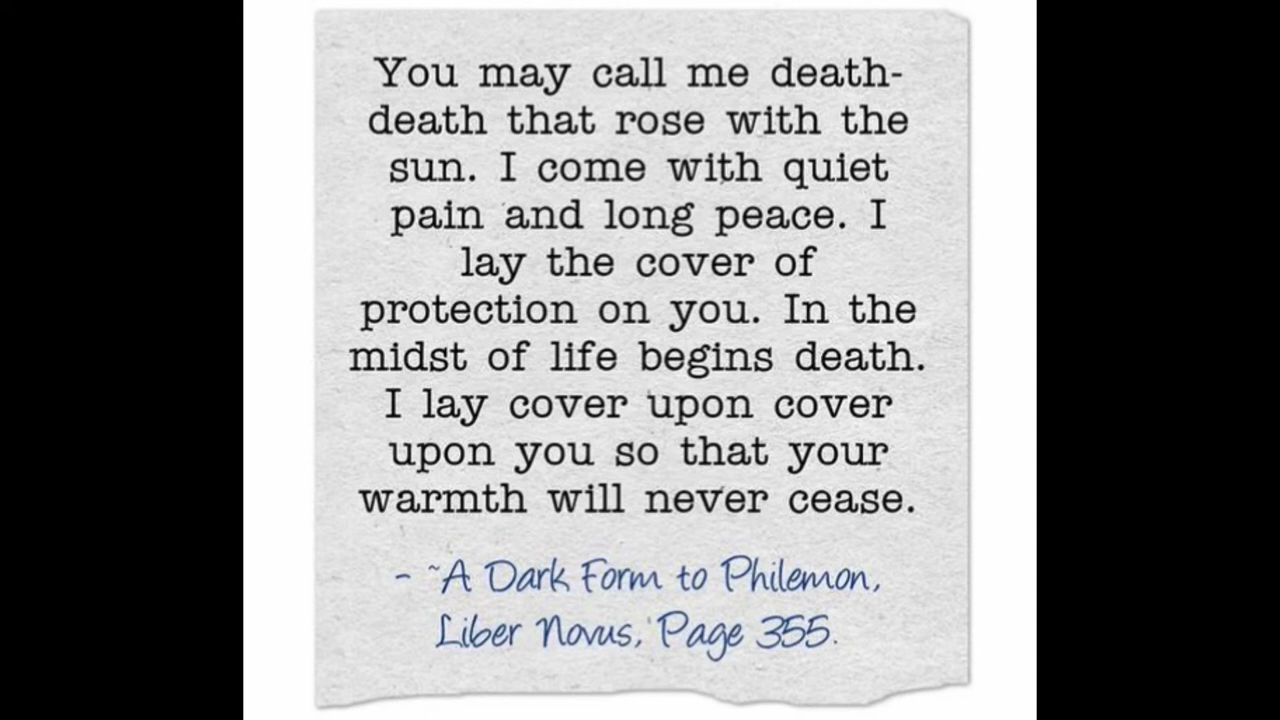 You may call me death-
death that rose with the
sun. I come with quiet
pain and long peace. I
lay the cover of
protection on you. In the
midst of life begins death.
I lay cover upon cover
upon you so that your
warmth will never cease.
- ~A Dark Form to Philemon,
Liber Novus, Page 355.